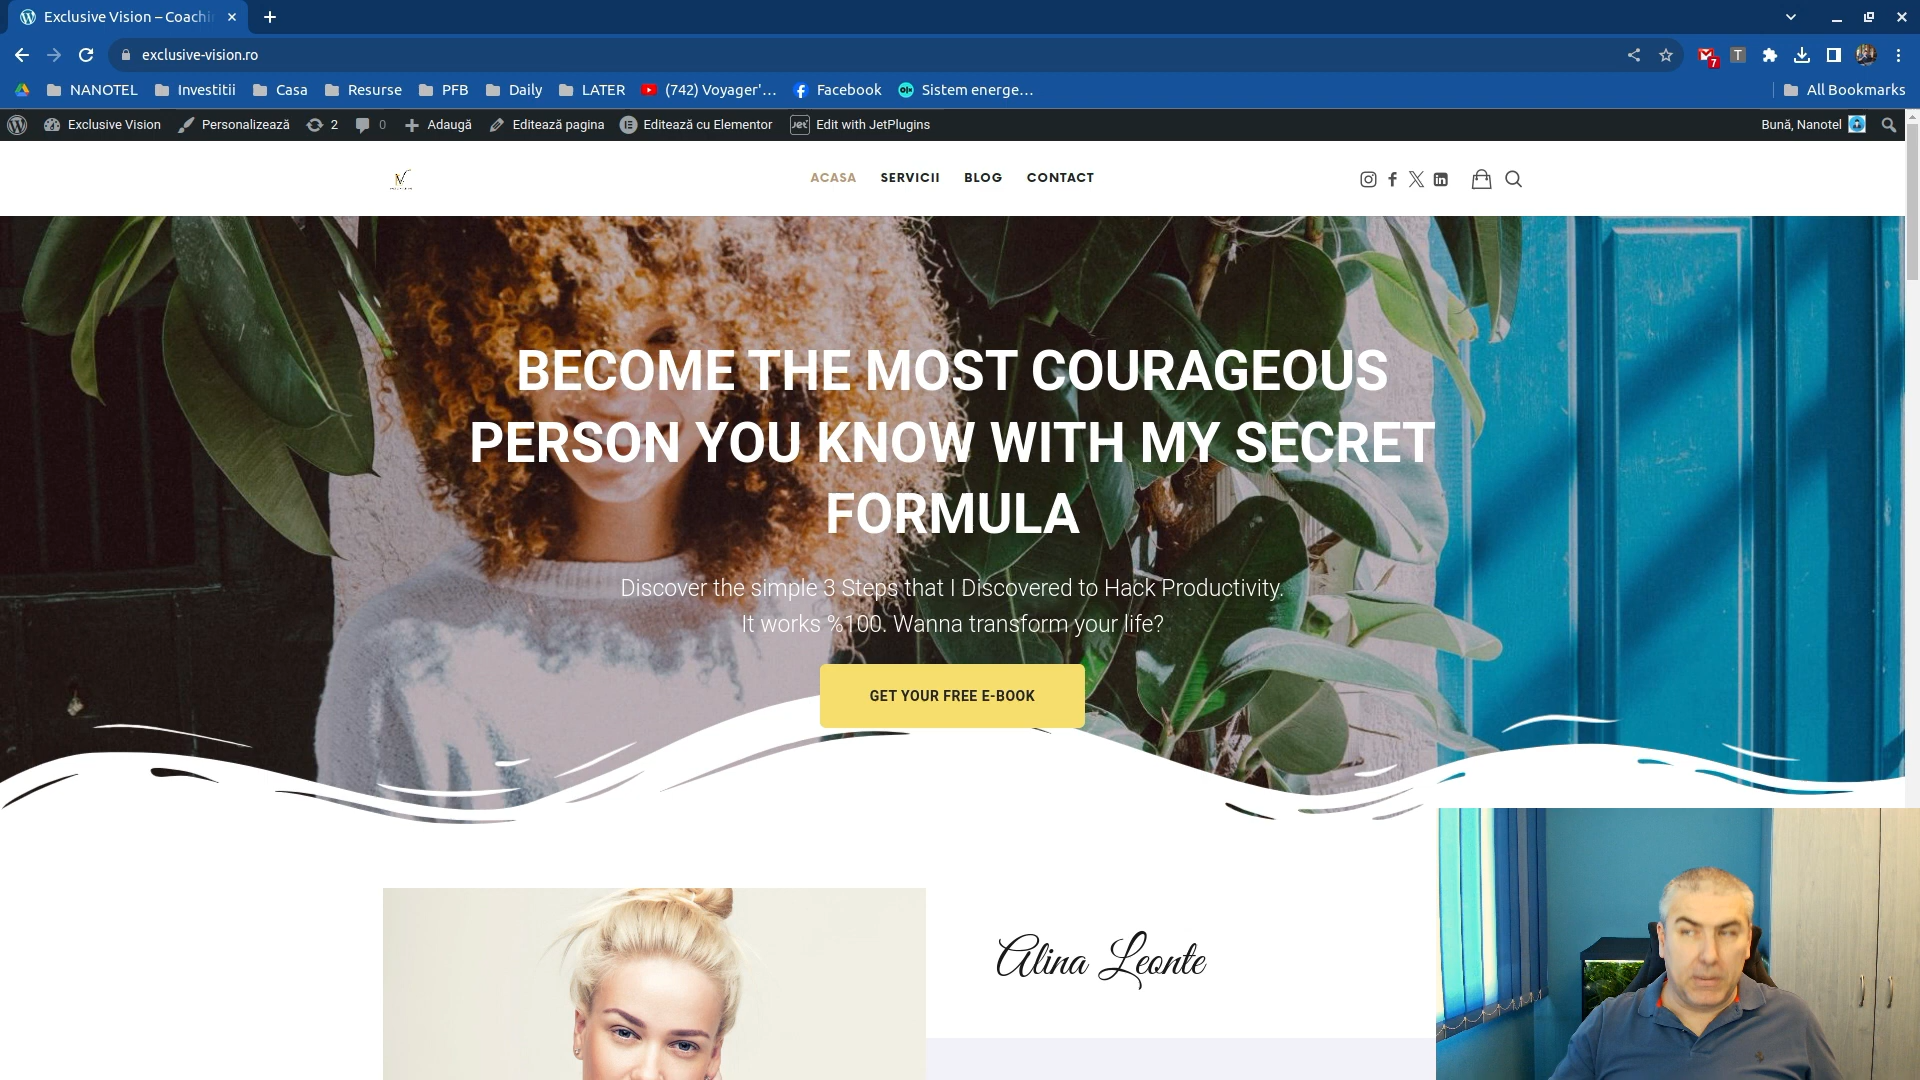 Exclusive Vision – Coachi
exclusive-vision.ro
7
T
NANOTEL
Investitii
Casa
Resurse
PFB
Daily
LATER
(742) Voyager'...
Facebook
Sistem energe...
All Bookmarks
Exclusive Vision
Personalizează
2
0
Adaugă
Editează pagina
Editează cu Elementor
Jet
Edit with JetPlugins
Bună, Nanotel
ACASA
SERVICII
BLOG
CONTACT
BECOME THE MOST COURAGEOUS
PERSON YOU KNOW WITH MY SECRET
FORMULA
Discover the simple 3 Steps that I Discovered to Hack Productivity.
It works %100. Wanna transform your life?
GET YOUR FREE E-BOOK
Alina Leonte